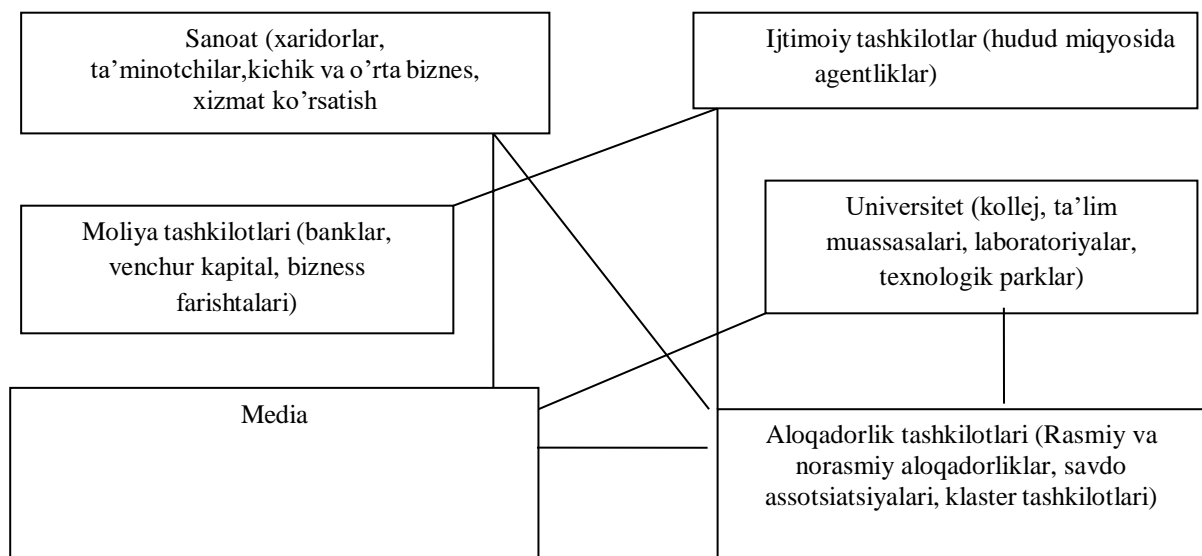 Sanoat (xaridorlar,
ta’minotchilar,kichik va o’rta biznes,
xizmat ko’rsatish
Ijtimoiy tashkilotlar (hudud miqyosida
agentliklar)
Moliya tashkilotlari (banklar,
venchur kapital, bizness
farishtalari)
Universitet (kollej, ta’lim
muassasalari, laboratoriyalar,
texnologik parklar)
Media
Aloqadorlik tashkilotlari (Rasmiy va
norasmiy aloqadorliklar, savdo
assotsiatsiyalari, klaster tashkilotlari)